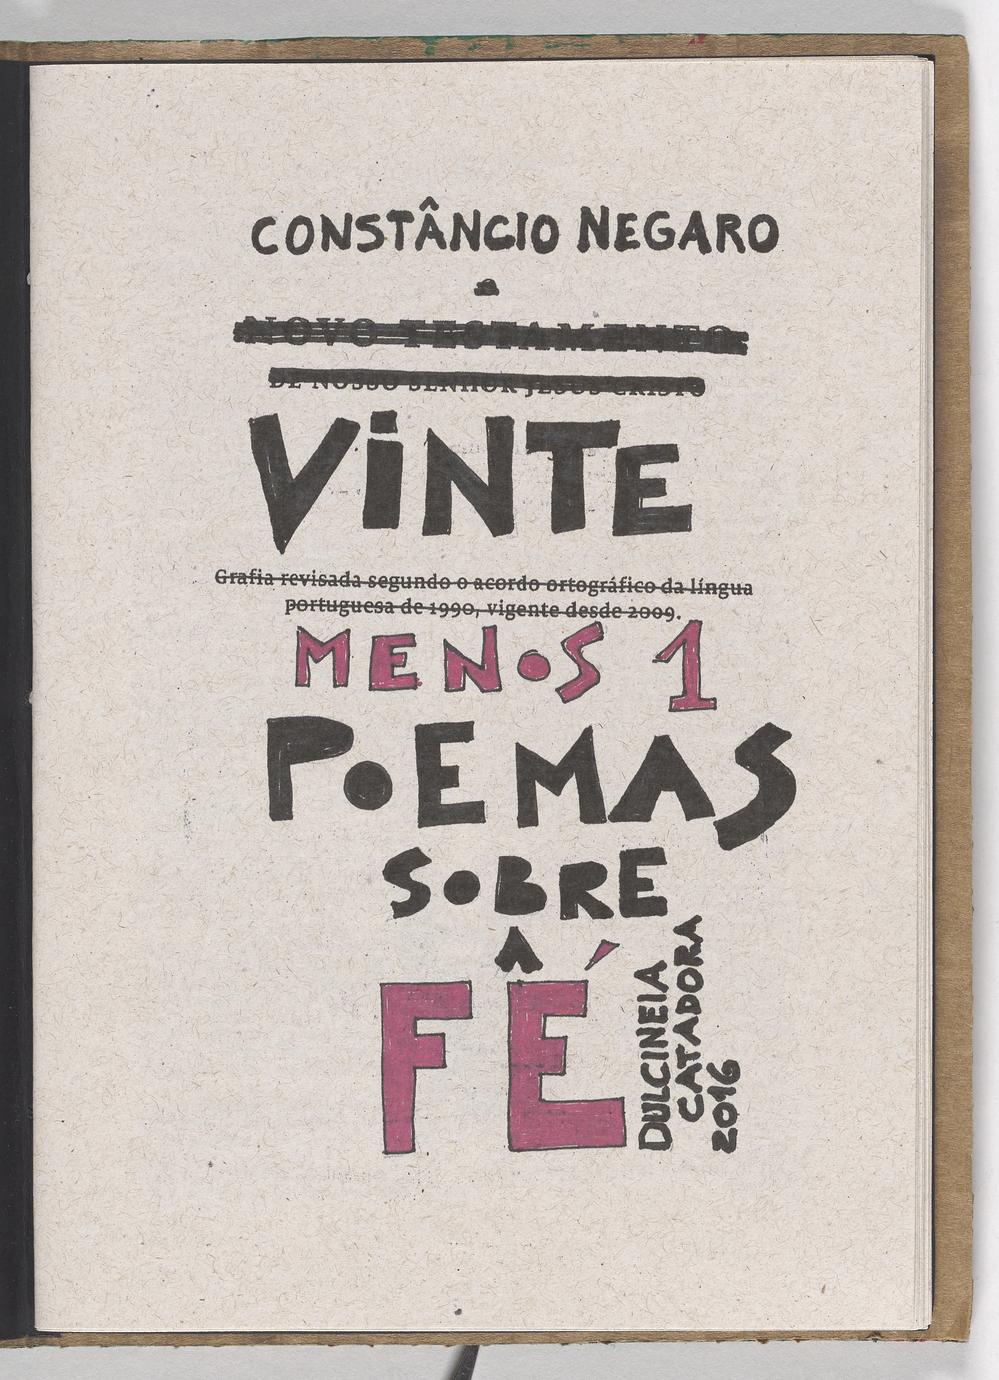 CONSTÂNCIO NEGARO
O
NOVO TESTAMENTO
DE NOSSO SENHOR JESUS CRISTO
ViNTE
Grafia revisada segundo o acordo ortográfico da língua
portuguesa de 1990, vigente desde 2009.
MENOS 1
POEMAS
SOBRE
A
FÉ
DULCINEIA
CATADORA
2016